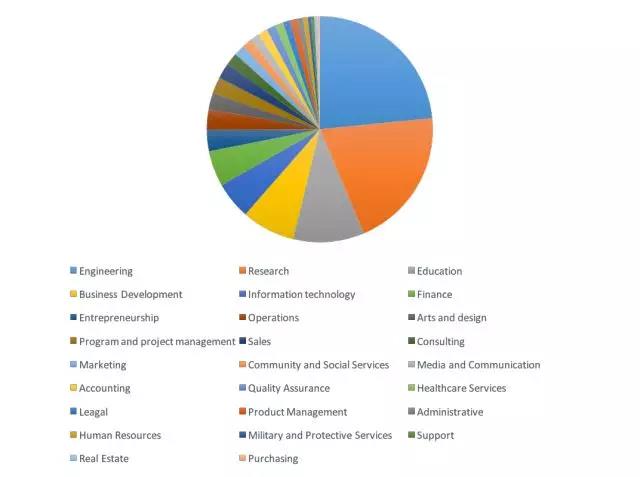 Engineering Research Education
Business Development Information technology Finance
Entrepreneurship Operations Arts and design
Program and project management Sales Consulting
Marketing Community and Social Services Media and Communication
Accounting Quality Assurance Healthcare Services
Leagal Product Management Administrative
Human Resources Military and Protective Services Support
Real Estate Purchasing